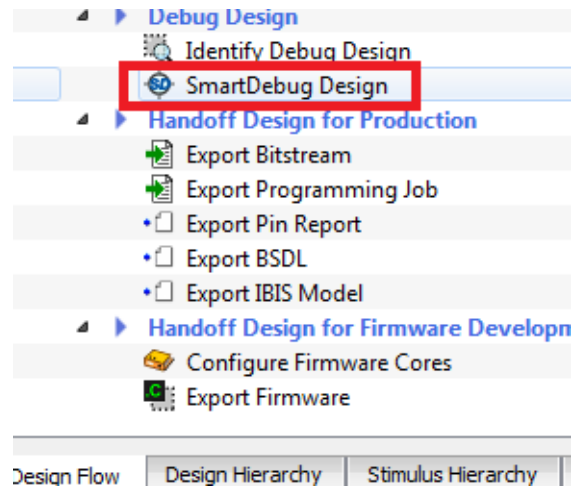 Debug Design
Identify Debug Design
SD SmartDebug Design
Handoff Design for Production
Export Bitstream
Export Programming Job
Export Pin Report
Export BSDL
Export IBIS Model
Handoff Design for Firmware Developm
Configure Firmware Cores
.C Export Firmware
Design Flow Design Hierarchy Stimulus Hierarchy